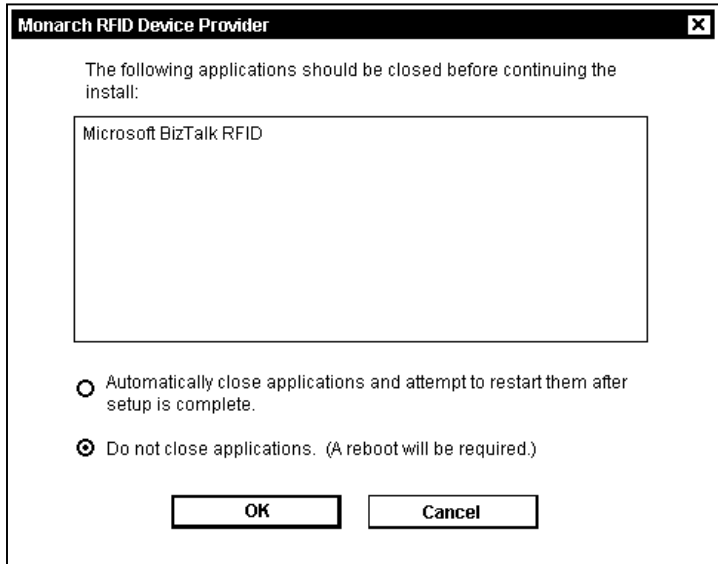 Monarch RFID Device Provider
The following applications should be closed before continuing the
install:
Microsoft BizTalk RFID
Automatically close applications and attempt to restart them after
setup is complete.
Do not close applications.  (A reboot will be required.)
OK
Cancel